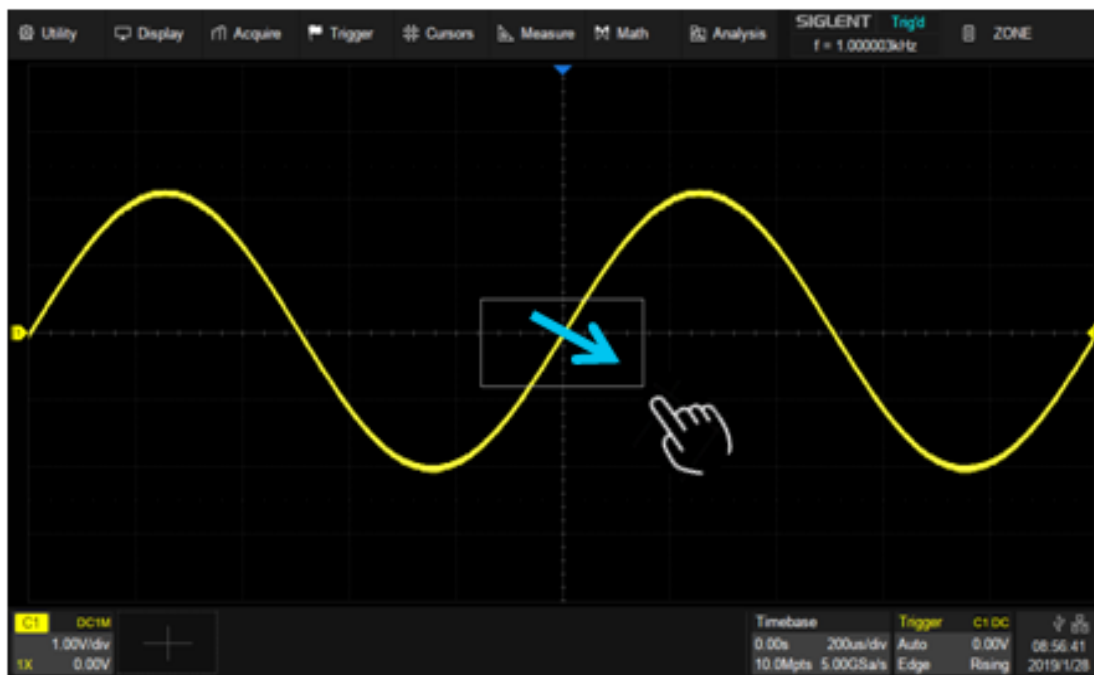 Utility Display Acquire Trigger Cursors Measure Math Analysis SIGLENT Trig'd ZONE
f = 1.000003kHz
D
C1 DC1M
1.00V/div
1X 0.00V
Timebase
0.00s 200us/div
10.0Mpts 5.00GSa/s
Trigger C1 DC
Auto 0.00V
Edge Rising
08:56:41
2019/1/28